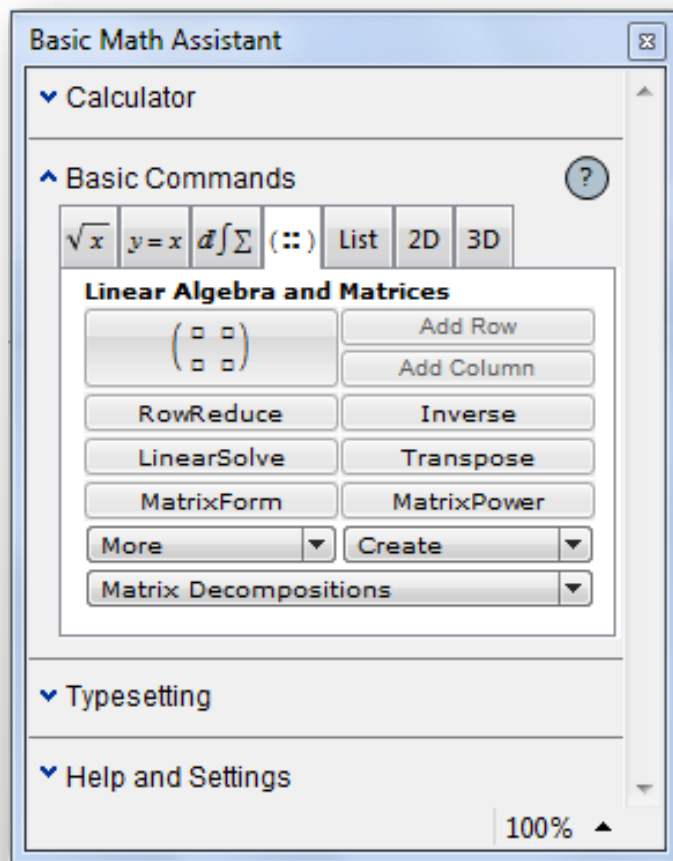 Basic Math Assistant
Calculator
Basic Commands ?
√x y = x d∫Σ (::) List 2D 3D
Linear Algebra and Matrices
Add Row
Add Column
RowReduce Inverse
LinearSolve Transpose
MatrixForm MatrixPower
More Create
Matrix Decompositions
Typesetting
Help and Settings
100%